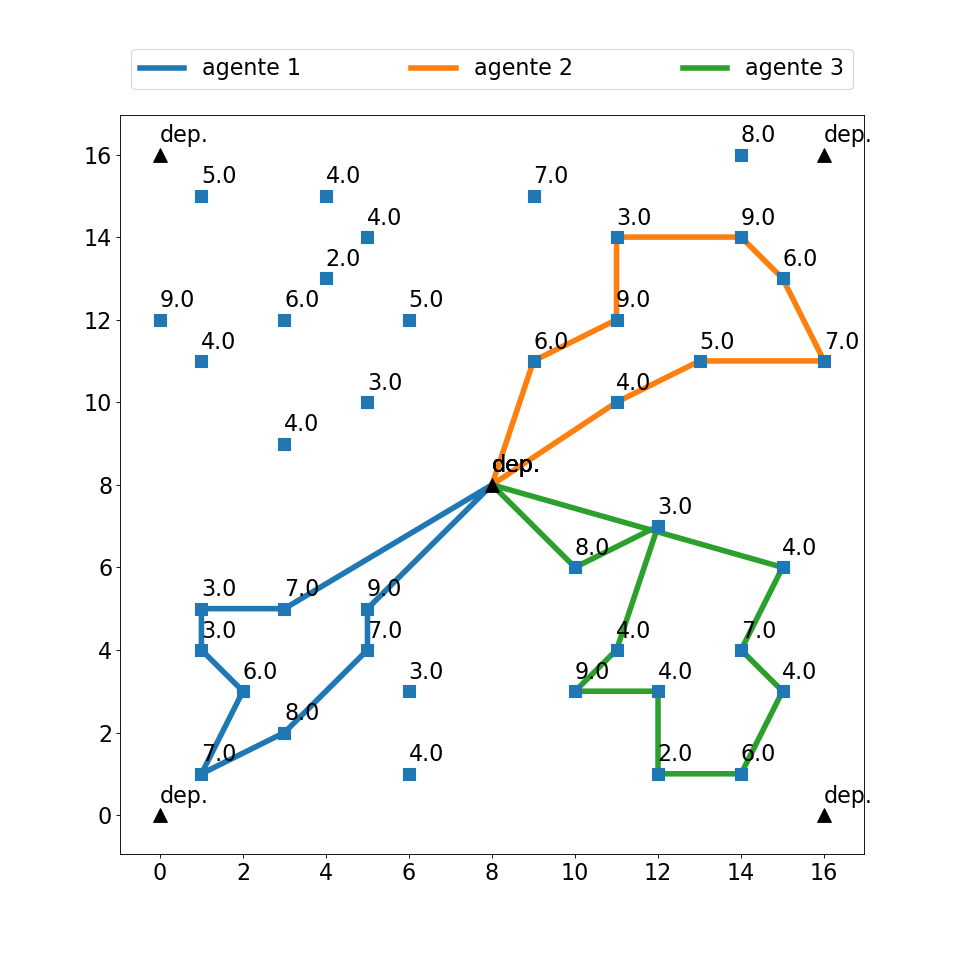 agente 1 agente 2 agente 3
dep. 8.0 dep.
16
5.0 4.0 7.0
4.0 3.0 9.0
14
2.0 6.0
9.0 6.0 5.0 9.0
12
4.0 6.0 5.0 7.0
3.0 4.0
10
4.0
dep.
8
3.0
8.0 4.0
6
3.0 7.0 9.0
3.0 7.0 4.0 7.0
4
6.0 3.0 9.0 4.0 4.0
8.0
2
7.0 4.0 2.0 6.0
dep. dep.
0
0 2 4 6 8 10 12 14 16